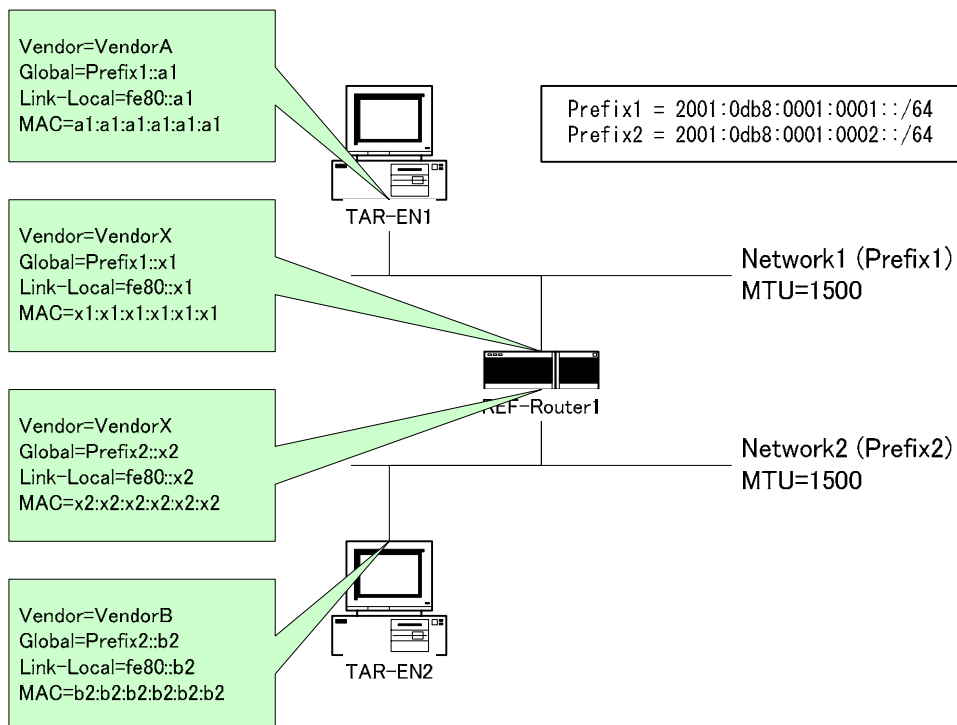 Vendor=VendorA
Global=Prefix1::a1
Link-Local=fe80::a1
MAC=a1:a1:a1:a1:a1:a1
Prefix1 = 2001:0db8:0001:0001::/64
Prefix2 = 2001:0db8:0001:0002::/64
TAR-EN1
Vendor=VendorX
Global=Prefix1::x1
Link-Local=fe80::x1
MAC=x1:x1:x1:x1:x1:x1
Network1 (Prefix1)
MTU=1500
REF-Router1
Vendor=VendorX
Global=Prefix2::x2
Link-Local=fe80::x2
MAC=x2:x2:x2:x2:x2:x2
Network2 (Prefix2)
MTU=1500
Vendor=VendorB
Global=Prefix2::b2
Link-Local=fe80::b2
MAC=b2:b2:b2:b2:b2:b2
TAR-EN2